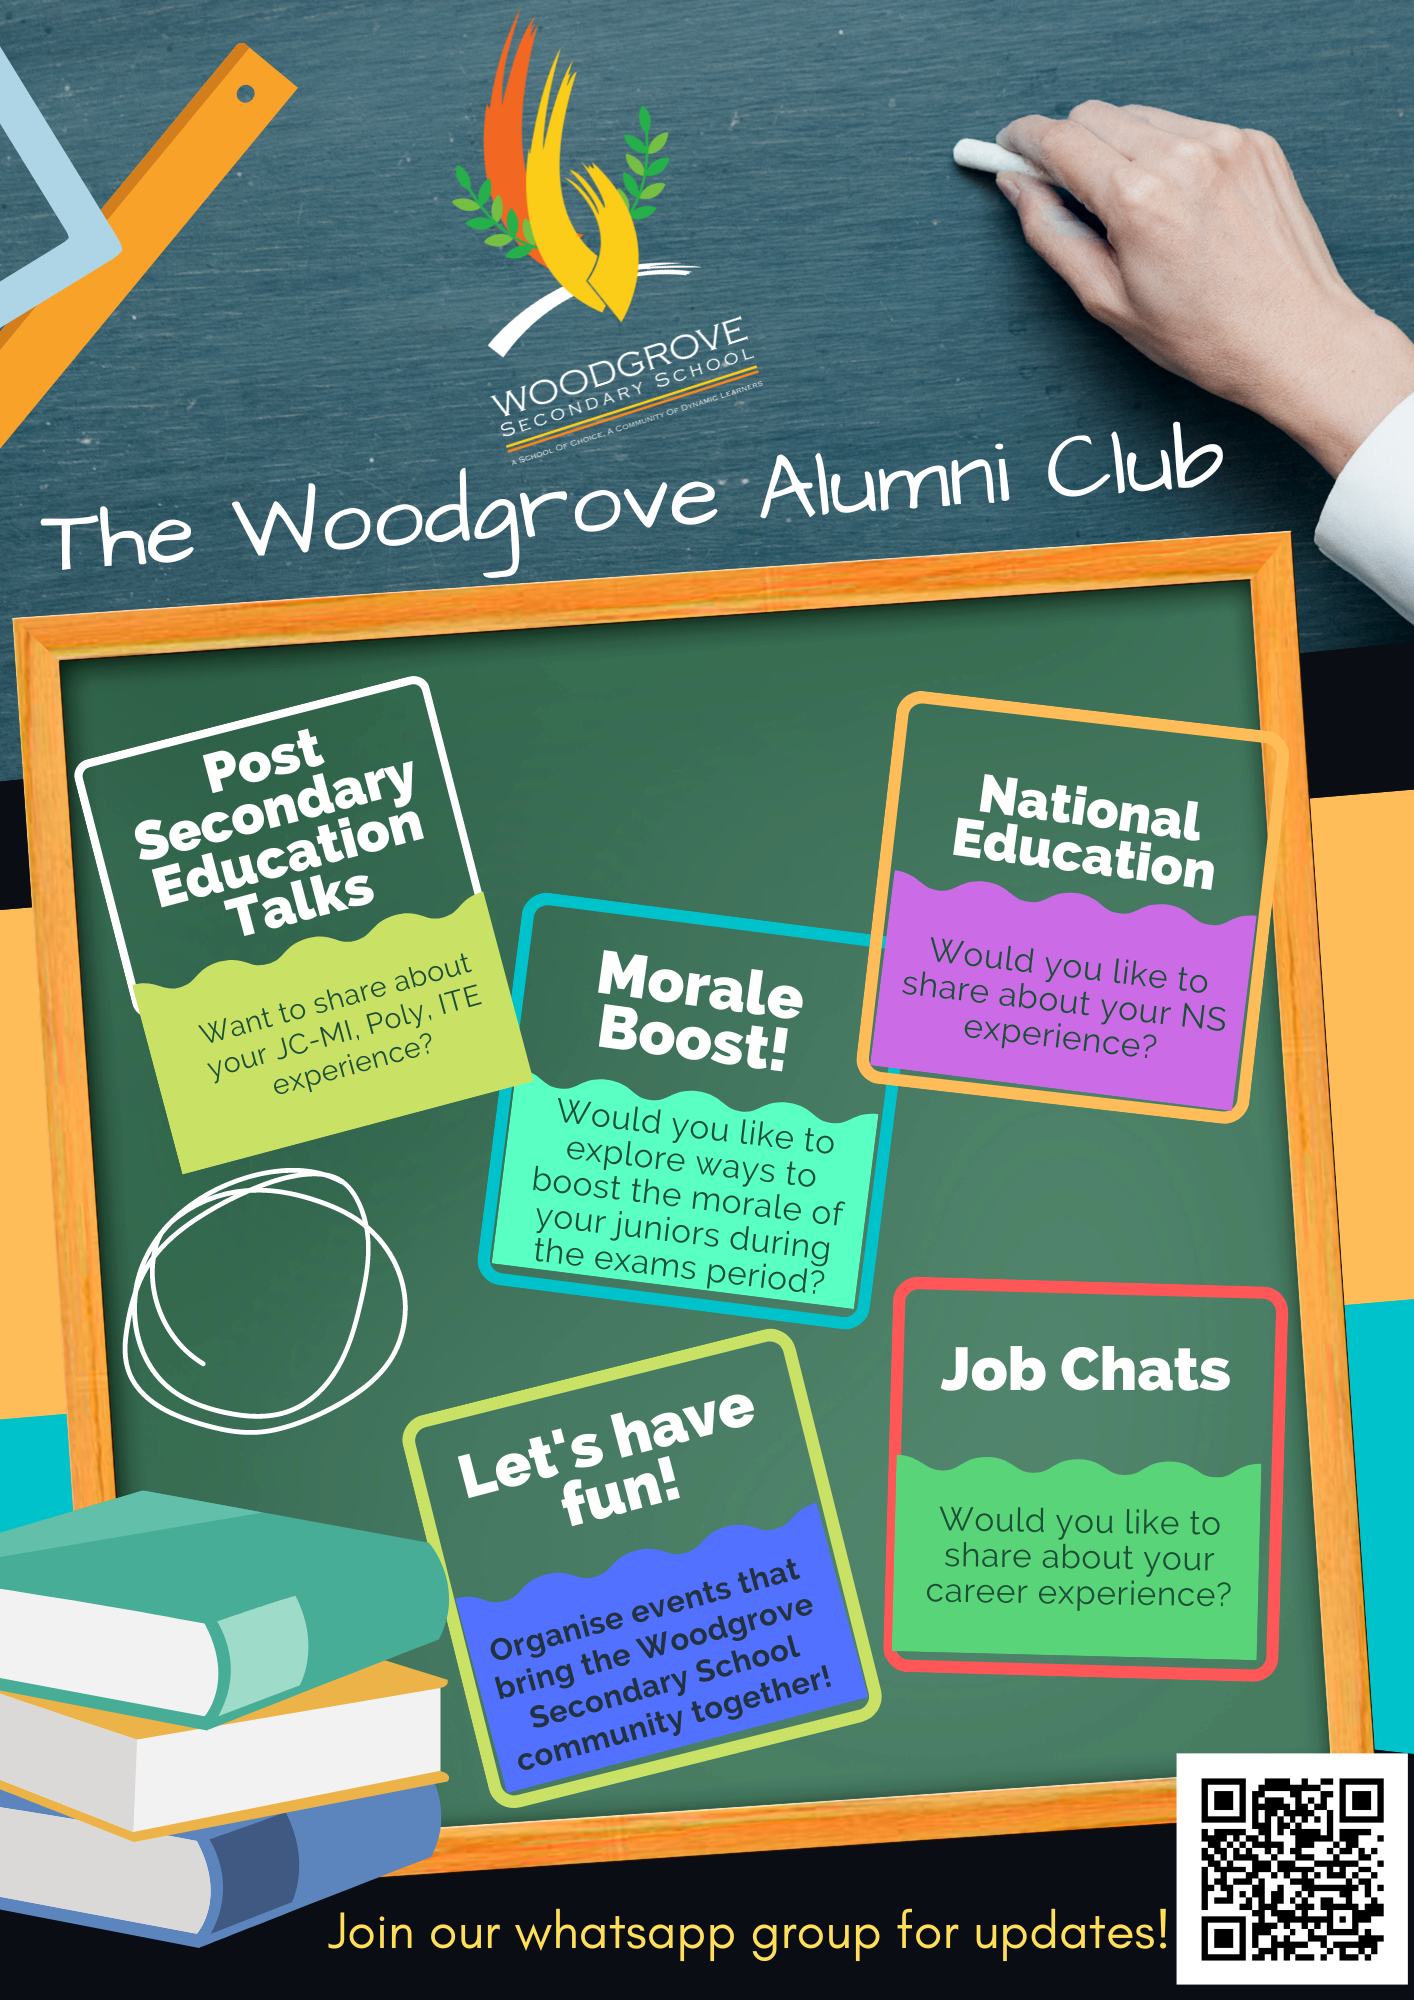 WOODGROVE
SECONDARY SCHOOL
A SCHOOL OF CHOICE, A COMMUNITY OF DYNAMIC LEARNERS
The Woodgrove Alumni Club
Post
Secondary
Education
Talks
Want to share about
your JC-MI, Poly, ITE
experience?
Morale
Boost!
Would you like to
explore ways to
boost the morale of
your juniors during
the exams period?
National
Education
Would you like to
share about your NS
experience?
Let's have
fun!
Organise events that
bring the Woodgrove
Secondary School
community together!
Job Chats
Would you like to
share about your
career experience?
Join our whatsapp group for updates!